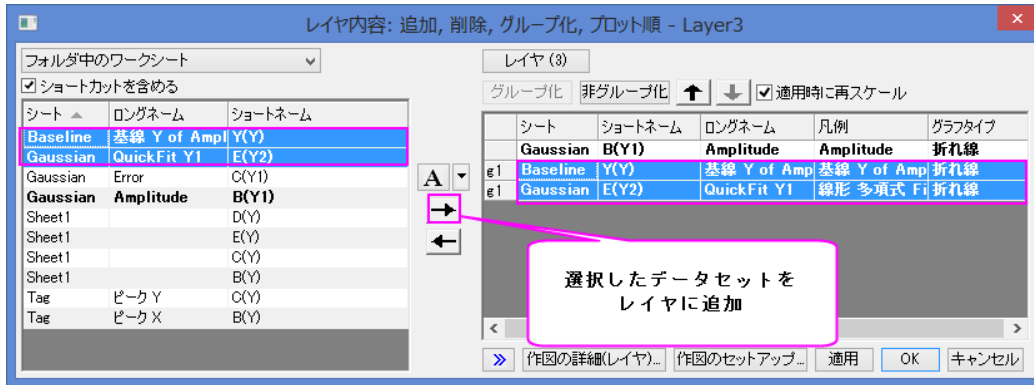 レイヤ内容: 追加, 削除, グループ化, プロット順 - Layer3
フォルダ中のワークシート
ショートカットを含める
シート ロングネーム ショートネーム
Baseline 基線 Y of Ampl Y(Y)
Gaussian QuickFit Y1 E(Y2)
Gaussian Error C(Y1)
Gaussian Amplitude B(Y1)
Sheet1 D(Y)
Sheet1 E(Y)
Sheet1 C(Y)
Sheet1 B(Y)
Tag ピーク Y C(Y)
Tag ピーク X B(Y)
A
レイヤ (3)
グループ化 非グループ化 適用時に再スケール
シート ショートネーム ロングネーム 凡例 グラフタイプ
Gaussian B(Y1) Amplitude Amplitude 折れ線
g1 Baseline Y(Y) 基線 Y of Amp 基線 Y of Amp 折れ線
g1 Gaussian E(Y2) QuickFit Y1 線形 多項式 Fi 折れ線
選択したデータセットを
レイヤに追加
作図の詳細(レイヤ)... 作図のセットアップ... 適用 OK キャンセル